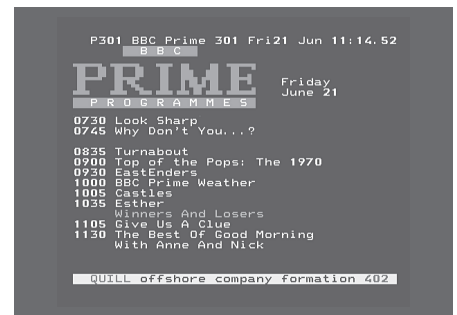 P301 BBC Prime 301 Fri21 Jun 11:14.52
BBC
PRIME
PROGRAMMES
Friday
June 21
0730 Look Sharp
0745 Why Don't You...?
0835 Turnabout
0900 Top of the Pops: The 1970
0930 EastEnders
1000 BBC Prime Weather
1005 Castles
1035 Esther
Winners And Losers
1105 Give Us A Clue
1130 The Best Of Good Morning
With Anne And Nick
QUILL offshore company formation 402